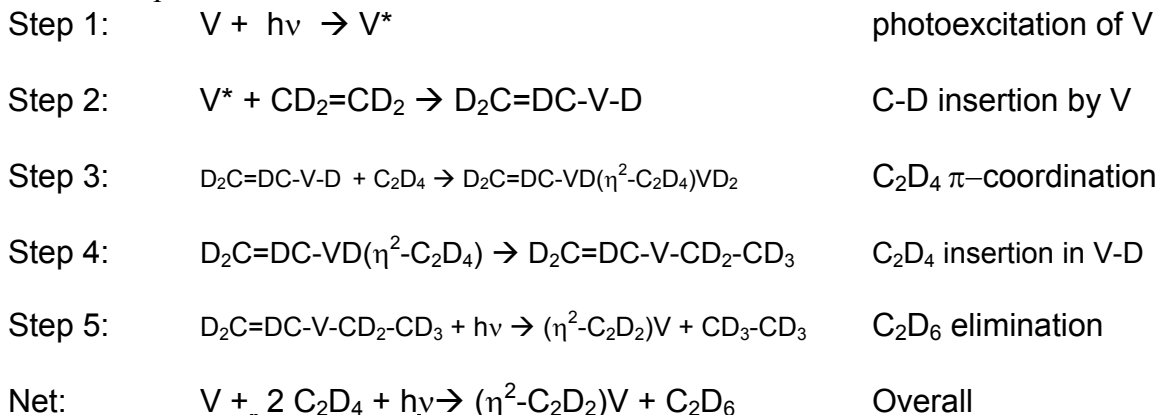 Step 1: V + hν → V* photoexcitation of V
Step 2: V* + CD₂=CD₂ → D₂C=DC-V-D C-D insertion by V
Step 3: D₂C=DC-V-D + C₂D₄ → D₂C=DC-VD(η²-C₂D₄)VD₂ C₂D₄ π–coordination
Step 4: D₂C=DC-VD(η²-C₂D₄) → D₂C=DC-V-CD₂-CD₃ C₂D₄ insertion in V-D
Step 5: D₂C=DC-V-CD₂-CD₃ + hν → (η²-C₂D₂)V + CD₃-CD₃ C₂D₆ elimination
Net: V + 2 C₂D₄ + hν→ (η²-C₂D₂)V + C₂D₆ Overall